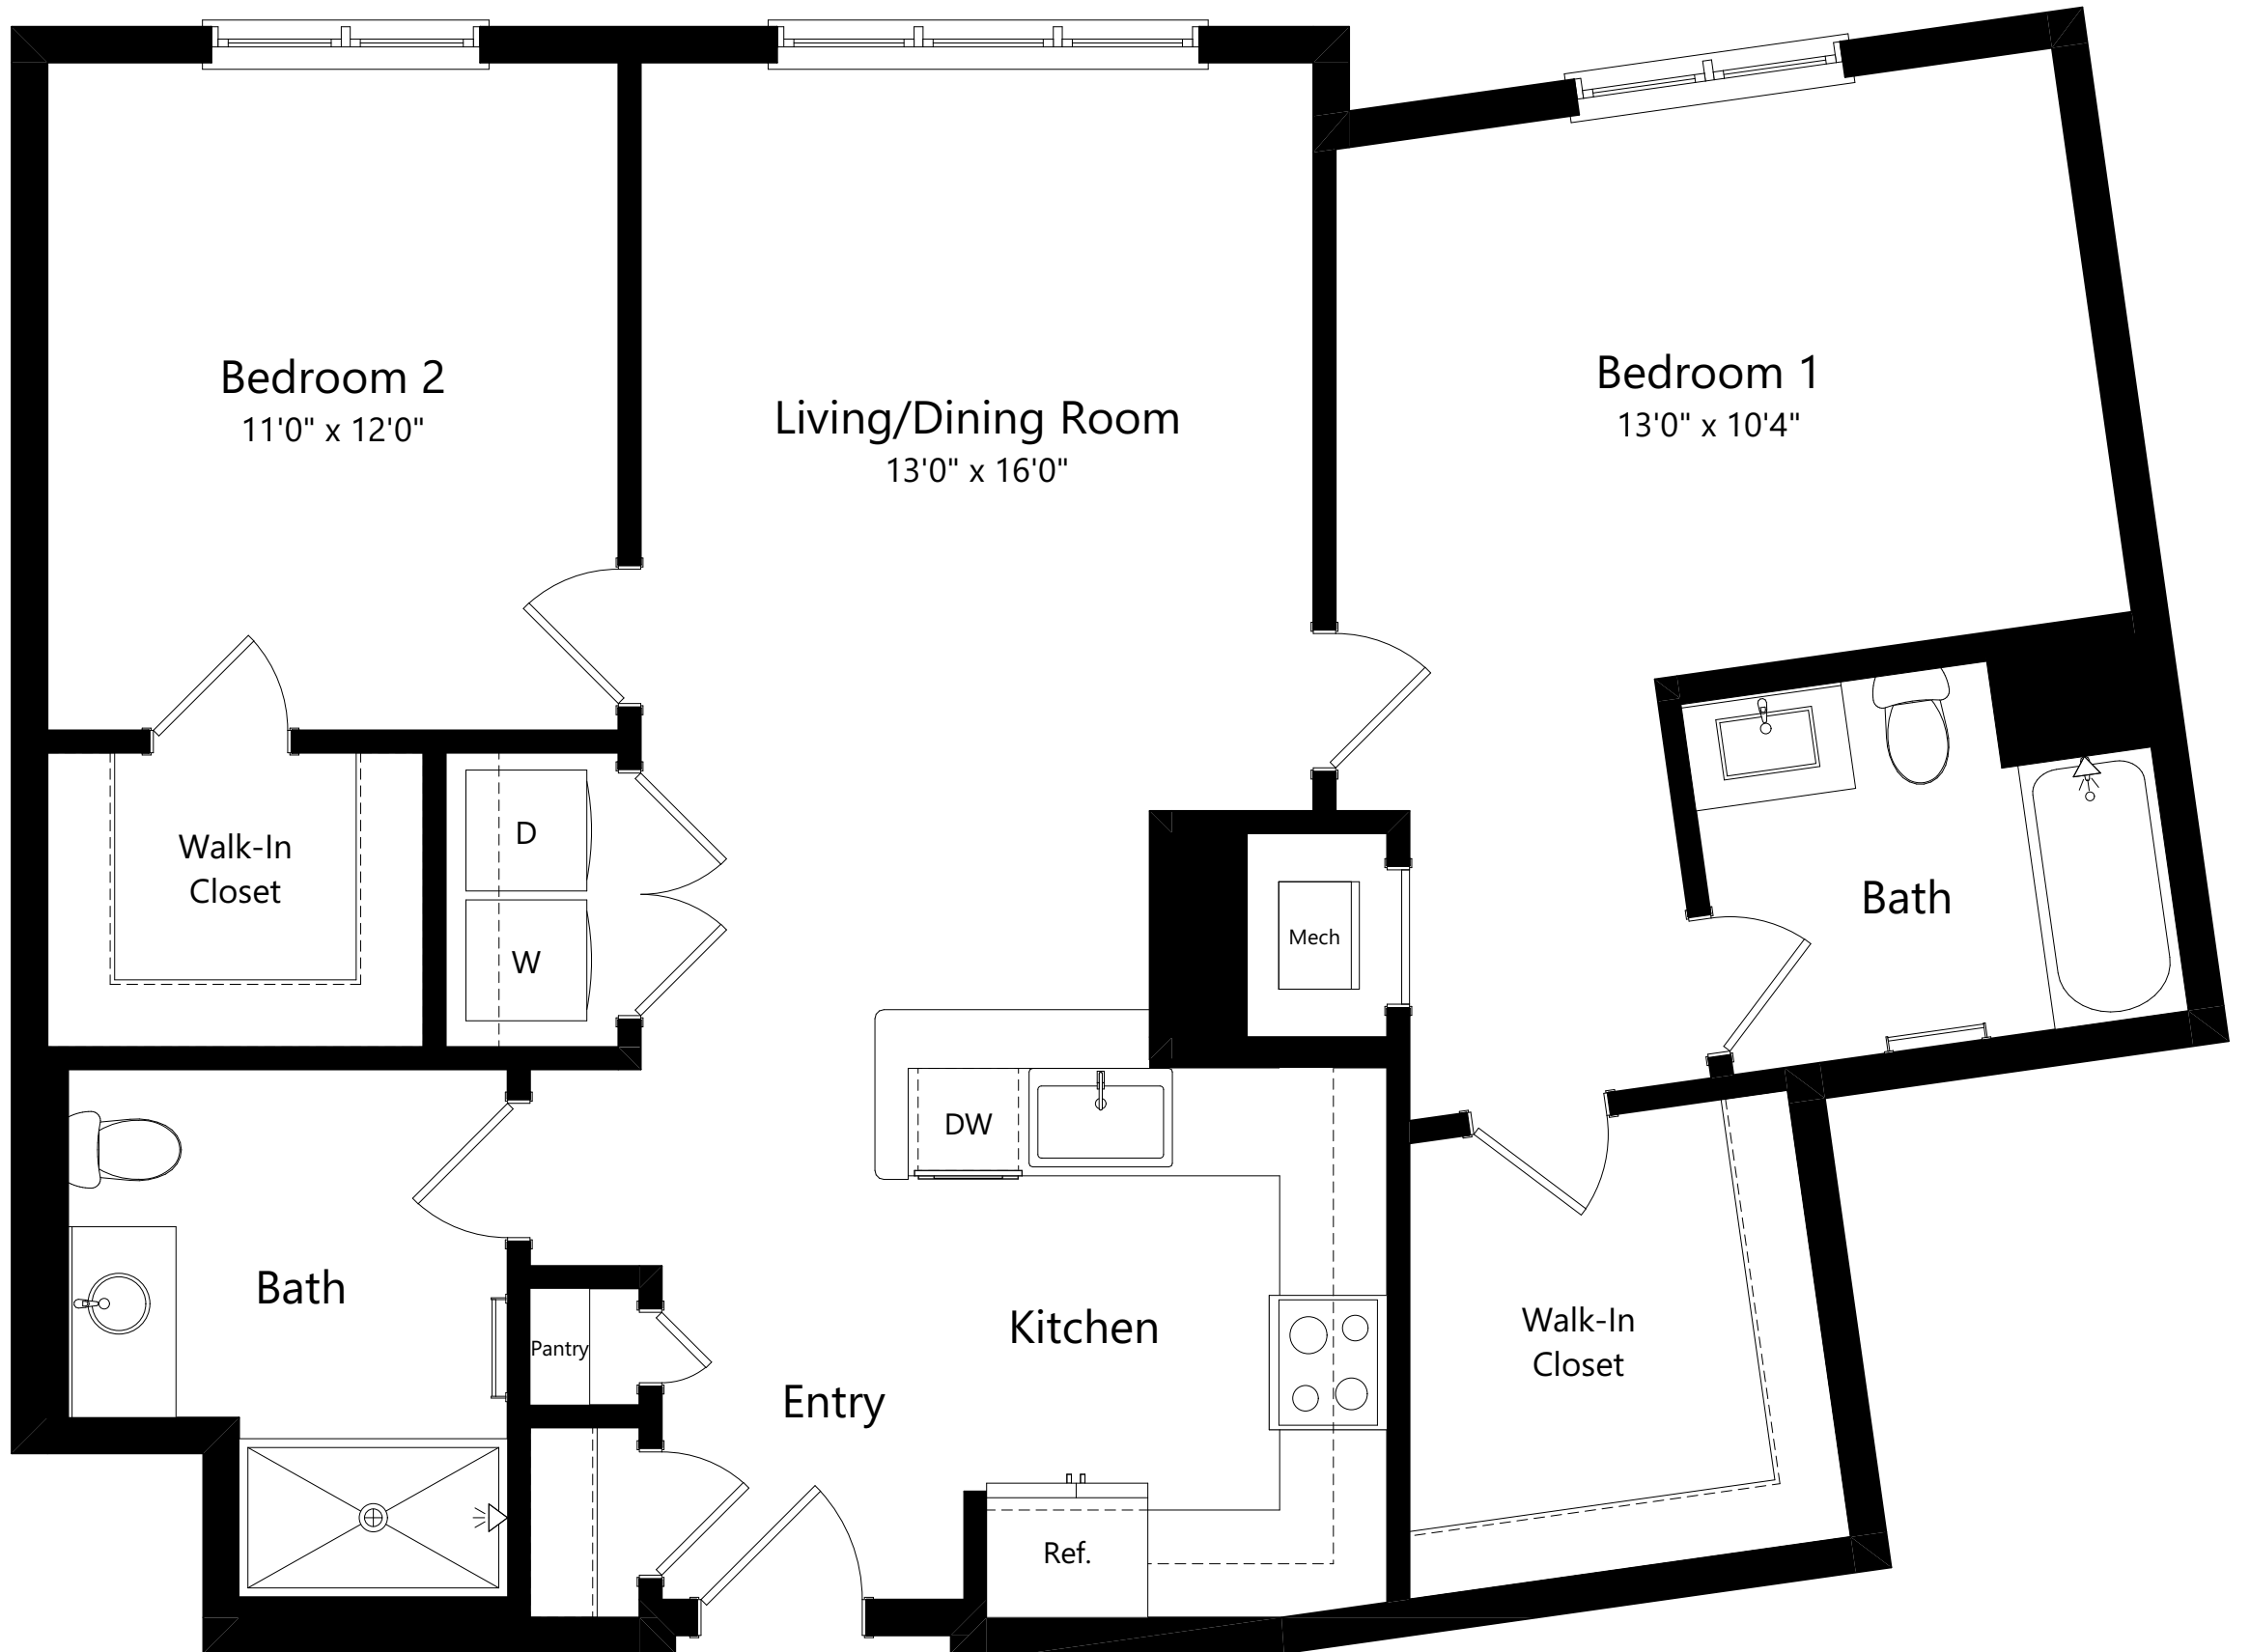 Bedroom 2
11'0" x 12'0"
Living/Dining Room
13'0" x 16'0"
Bedroom 1
13'0" x 10'4"
Walk-In
Closet
D
W
Mech
Bath
DW
Bath
Pantry
Kitchen
Entry
Walk-In
Closet
Ref.